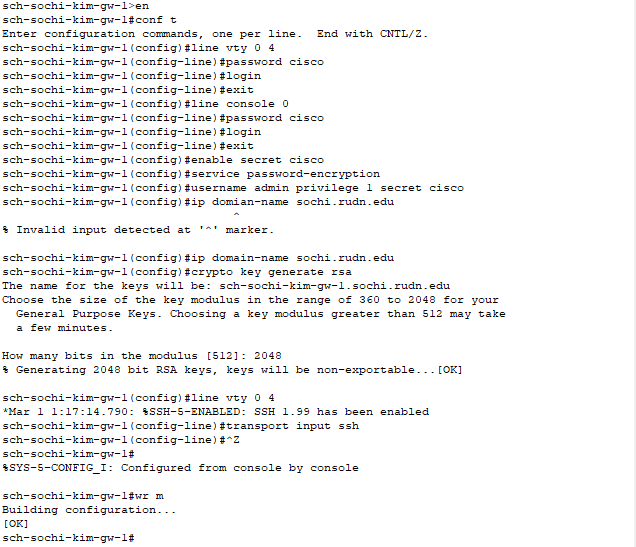 sch-sochi-kim-gw-1>en
sch-sochi-kim-gw-1#conf t
Enter configuration commands, one per line.  End with CNTL/Z.
sch-sochi-kim-gw-1(config)#line vty 0 4
sch-sochi-kim-gw-1(config-line)#password cisco
sch-sochi-kim-gw-1(config-line)#login
sch-sochi-kim-gw-1(config-line)#exit
sch-sochi-kim-gw-1(config)#line console 0
sch-sochi-kim-gw-1(config-line)#password cisco
sch-sochi-kim-gw-1(config-line)#login
sch-sochi-kim-gw-1(config-line)#exit
sch-sochi-kim-gw-1(config)#enable secret cisco
sch-sochi-kim-gw-1(config)#service password-encryption
sch-sochi-kim-gw-1(config)#username admin privilege 1 secret cisco
sch-sochi-kim-gw-1(config)#ip domian-name sochi.rudn.edu
^
% Invalid input detected at '^' marker.
sch-sochi-kim-gw-1(config)#ip domain-name sochi.rudn.edu
sch-sochi-kim-gw-1(config)#crypto key generate rsa
The name for the keys will be: sch-sochi-kim-gw-1.sochi.rudn.edu
Choose the size of the key modulus in the range of 360 to 2048 for your
General Purpose Keys. Choosing a key modulus greater than 512 may take
a few minutes.
How many bits in the modulus [512]: 2048
% Generating 2048 bit RSA keys, keys will be non-exportable...[OK]
sch-sochi-kim-gw-1(config)#line vty 0 4
*Mar 1 1:17:14.790: %SSH-5-ENABLED: SSH 1.99 has been enabled
sch-sochi-kim-gw-1(config-line)#transport input ssh
sch-sochi-kim-gw-1(config-line)#^Z
sch-sochi-kim-gw-1#
%SYS-5-CONFIG_I: Configured from console by console
sch-sochi-kim-gw-1#wr m
Building configuration...
[OK]
sch-sochi-kim-gw-1#